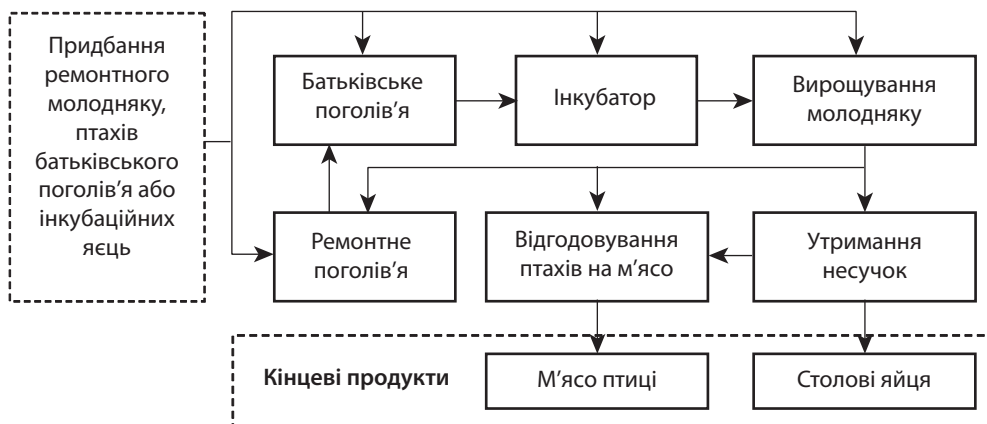 Придбання
ремонтного
молодняку,
птахів
батьківського
поголів’я або
інкубаційних
яєць
Батьківське
поголів’я
Інкубатор
Вирощування
молодняку
Ремонтне
поголів’я
Відгодовування
птахів на м’ясо
Утримання
несучок
Кінцеві продукти
М’ясо птиці
Столові яйця